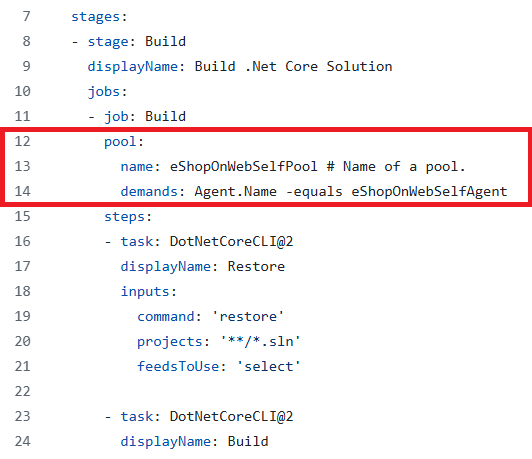 7 stages:
8 - stage: Build
9 displayName: Build .Net Core Solution
10 jobs:
11 - job: Build
12 pool:
13 name: eShopOnWebSelfPool # Name of a pool.
14 demands: Agent.Name -equals eShopOnWebSelfAgent
15 steps:
16 - task: DotNetCoreCLI@2
17 displayName: Restore
18 inputs:
19 command: 'restore'
20 projects: '**/*.sln'
21 feedsToUse: 'select'
22
23 - task: DotNetCoreCLI@2
24 displayName: Build